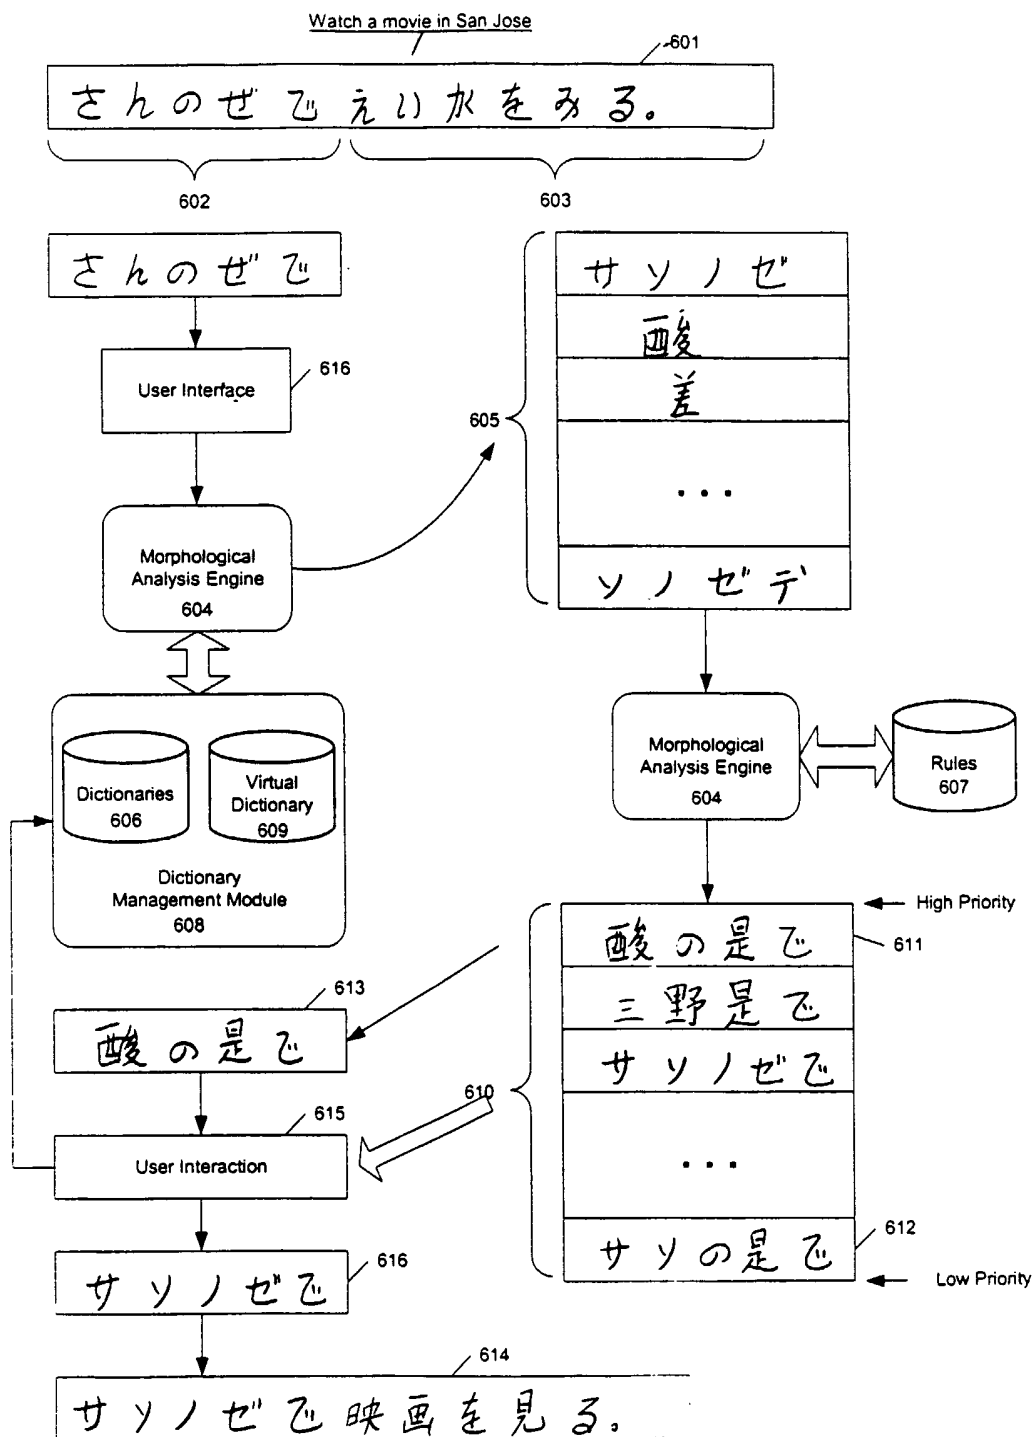 Watch a movie in San Jose
601
さんのぜでえいがをみる。
602
603
さんのぜで
User Interface
616
Morphological
Analysis Engine
604
Dictionaries
606
Virtual
Dictionary
609
Dictionary
Management Module
608
605
サソノゼ
酸
差
...
ソノゼデ
Morphological
Analysis Engine
604
Rules
607
High Priority
611
酸の是で
三野是で
サソノゼで
...
サソの是で
612
Low Priority
610
613
酸の是で
615
User Interaction
616
サソノゼで
614
サソノゼで映画を見る。